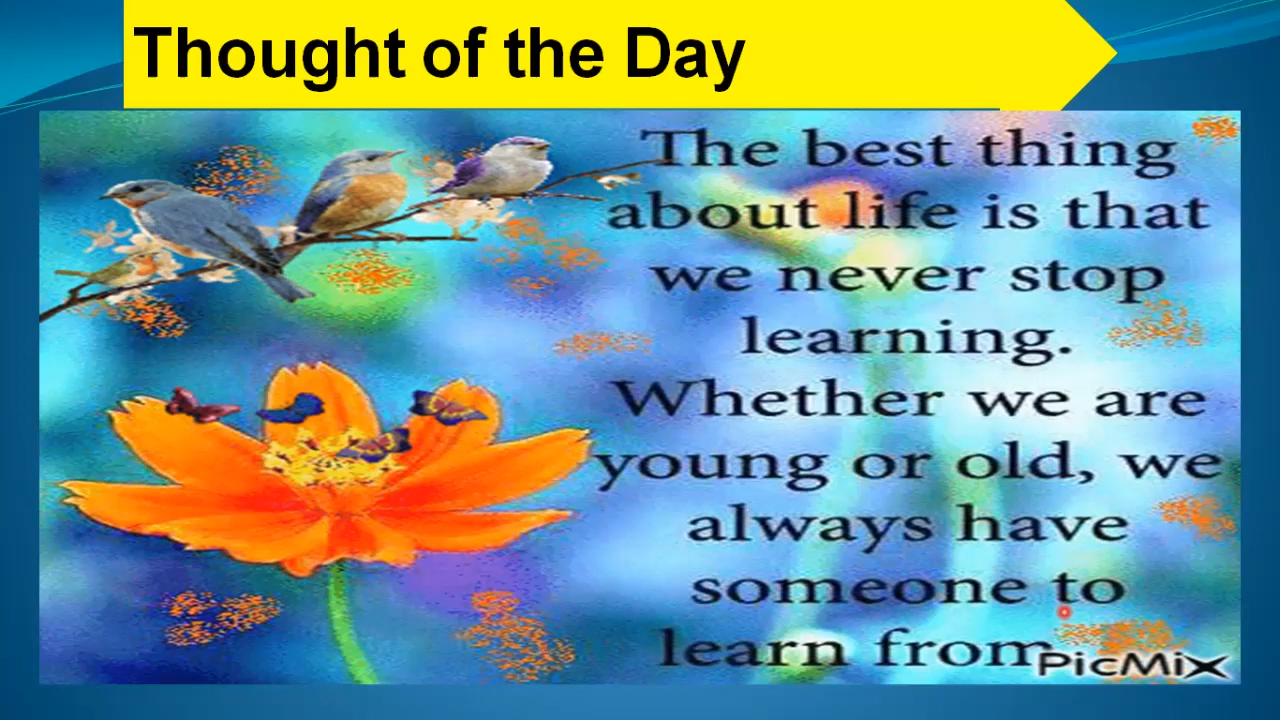 Thought of the Day
The best thing
about life is that
we never stop
learning.
Whether we are
young or old, we
always have
someone to
learn from.
PicMix